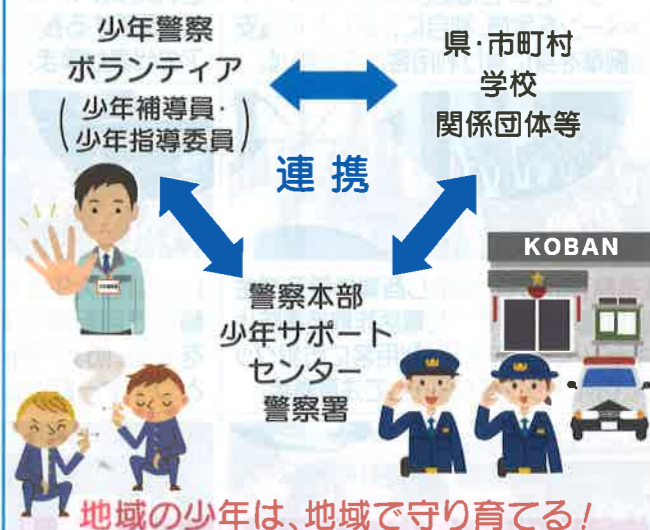 少年警察
ボランティア
(少年補導員・
少年指導委員)
県・市町村
学校
関係団体等
連携
KOBAN
警察本部
少年サポート
センター
警察署
地域の少年は、地域で守り育てる!